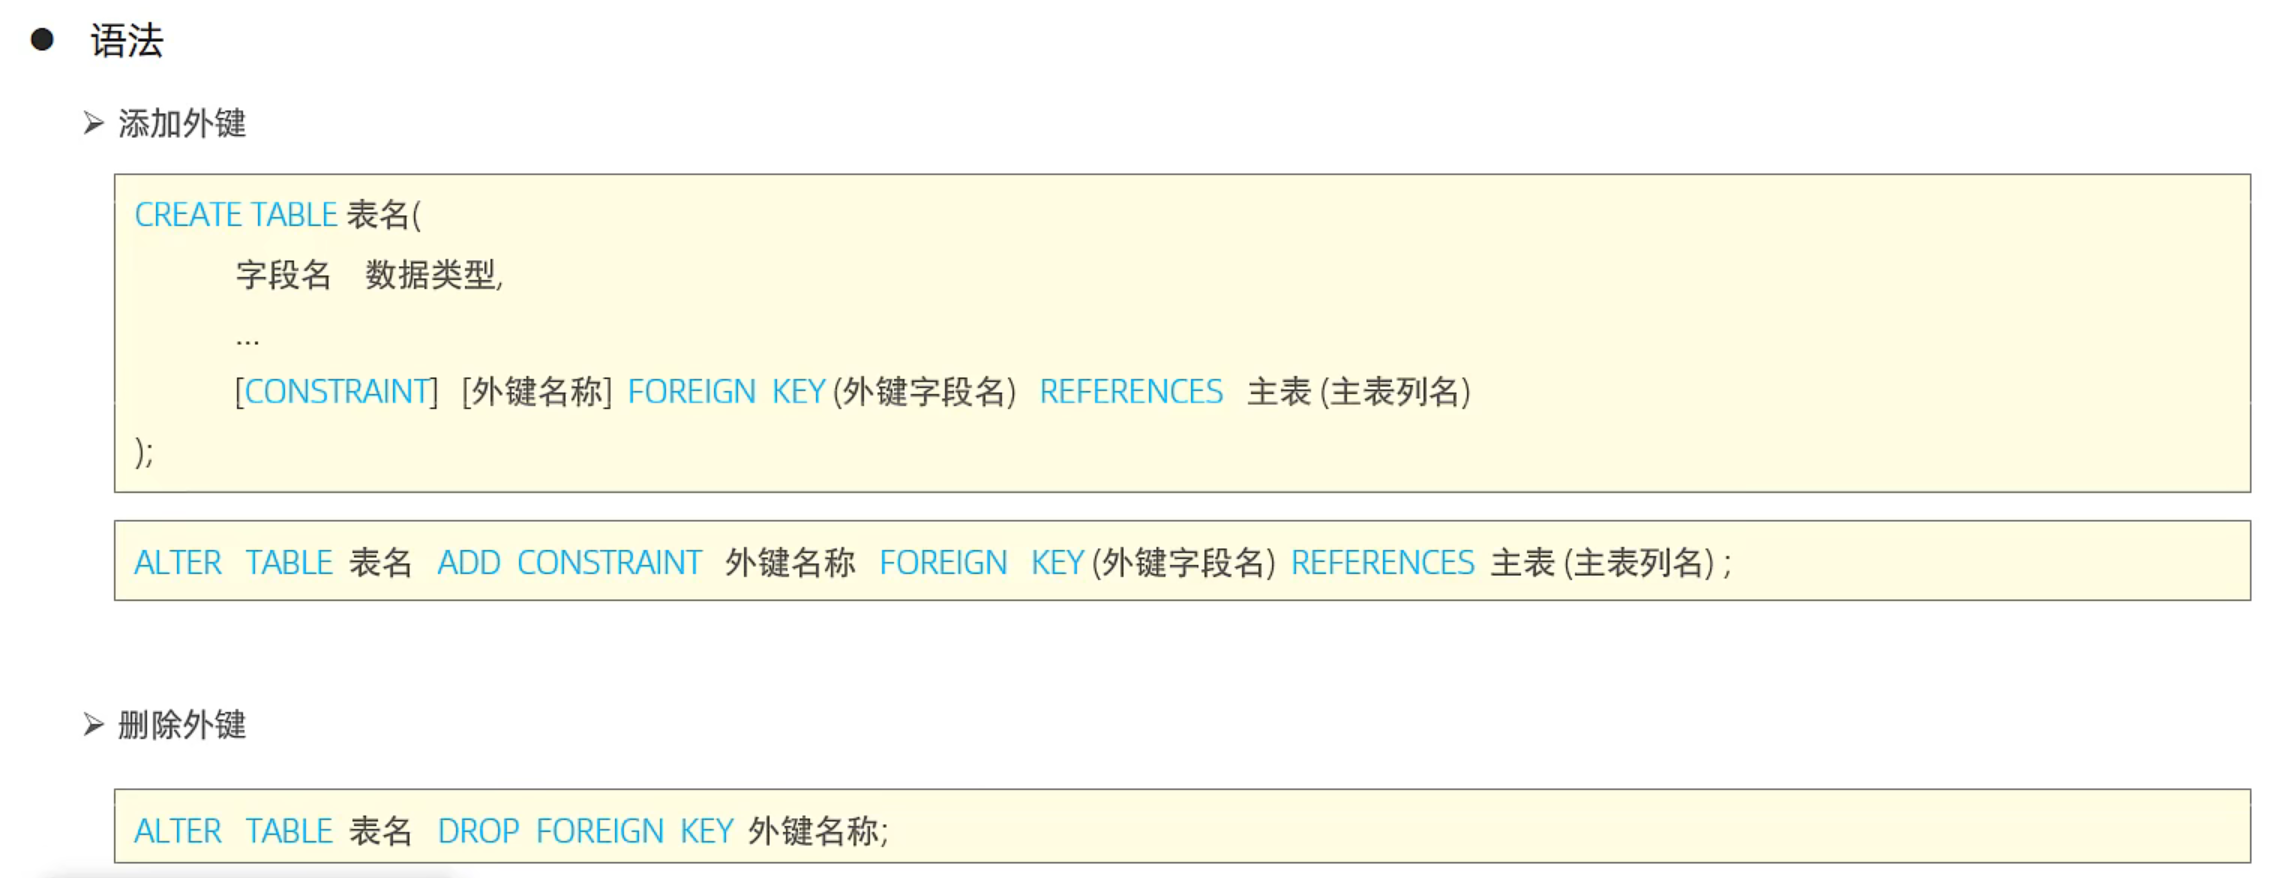 ● 语法
➢ 添加外键
CREATE TABLE 表名(
字段名 数据类型,
...
[CONSTRAINT] [外键名称] FOREIGN KEY (外键字段名) REFERENCES 主表 (主表列名)
);
ALTER TABLE 表名 ADD CONSTRAINT 外键名称 FOREIGN KEY (外键字段名) REFERENCES 主表 (主表列名) ;
➢ 删除外键
ALTER TABLE 表名 DROP FOREIGN KEY 外键名称;